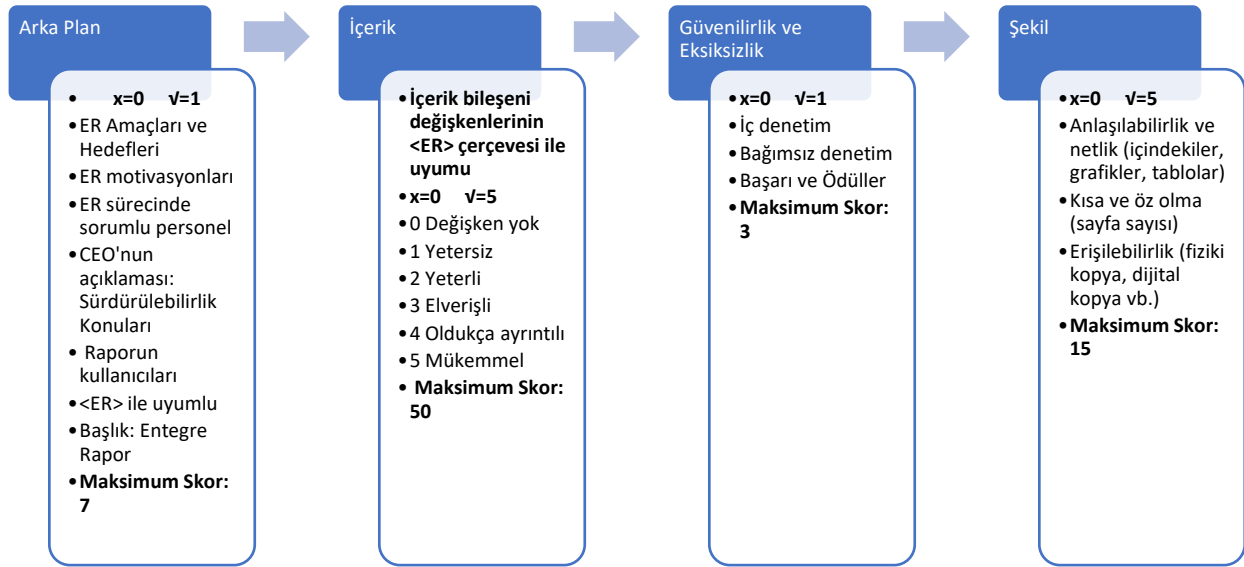 Arka Plan
• x=0 √=1
• ER Amaçları ve
Hedefleri
• ER motivasyonları
• ER sürecinde
sorumlu personel
• CEO'nun
açıklaması:
Sürdürülebilirlik
Konuları
• Raporun
kullanıcıları
• <ER> ile uyumlu
• Başlık: Entegre
Rapor
• Maksimum Skor:
7
İçerik
• İçerik bileşeni
değişkenlerinin
<ER> çerçevesi ile
uyumu
• x=0 √=5
• 0 Değişken yok
• 1 Yetersiz
• 2 Yeterli
• 3 Elverişli
• 4 Oldukça ayrıntılı
• 5 Mükemmel
• Maksimum Skor:
50
Güvenilirlik ve
Eksiksizlik
• x=0 √=1
• İç denetim
• Bağımsız denetim
• Başarı ve Ödüller
• Maksimum Skor:
3
Şekil
• x=0 √=5
• Anlaşılabilirlik ve
netlik (içindekiler,
grafikler, tablolar)
• Kısa ve öz olma
(sayfa sayısı)
• Erişilebilirlik (fiziki
kopya, dijital
kopya vb.)
• Maksimum Skor:
15